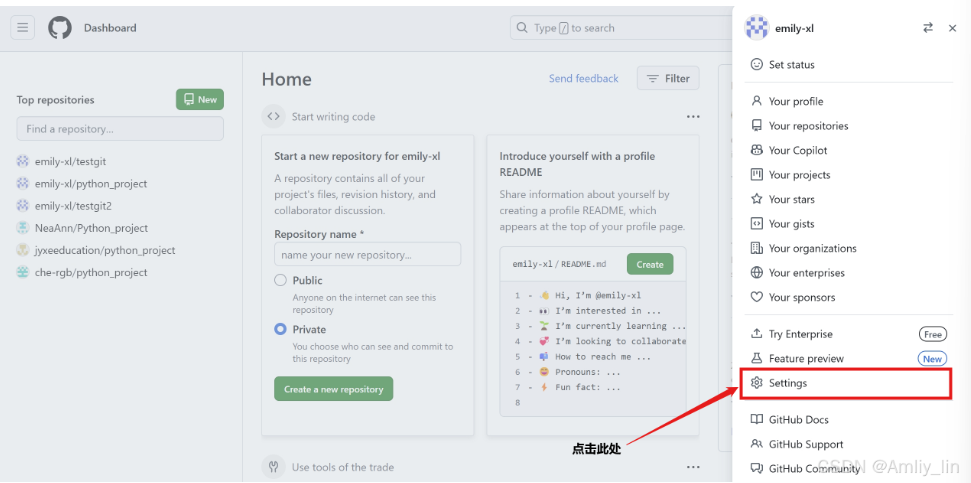 Dashboard
Type / to search
Top repositories
New
Find a repository...
emily-xl/testgit
emily-xl/python_project
emily-xl/testgit2
NeaAnn/Python_project
jyxeeducation/python_project
che-rgb/python_project
Home
Send feedback
Filter
Start writing code
Start a new repository for emily-xl
A repository contains all of your
project's files, revision history, and
collaborator discussion.
Repository name *
name your new repository...
Public
Anyone on the internet can see this
repository
Private
You choose who can see and commit to
this repository
Create a new repository
Introduce yourself with a profile
README
Share information about yourself by
creating a profile README, which
appears at the top of your profile page.
emily-xl / README.md
Create
1 - 👋 Hi, I'm @emily-xl
2 - 👀 I'm interested in ...
3 - 🌱 I'm currently learning ...
4 - 💞️ I'm looking to collaborate
5 - 📫 How to reach me ...
6 - 😄 Pronouns: ...
7 - ⚡ Fun fact: ...
8
点击此处
Use tools of the trade
emily-xl
Set status
Your profile
Your repositories
Your Copilot
Your projects
Your stars
Your gists
Your organizations
Your enterprises
Your sponsors
Try Enterprise
Free
Feature preview
New
Settings
GitHub Docs
GitHub Support
GitHub Community
CSDN @Amliy_lin